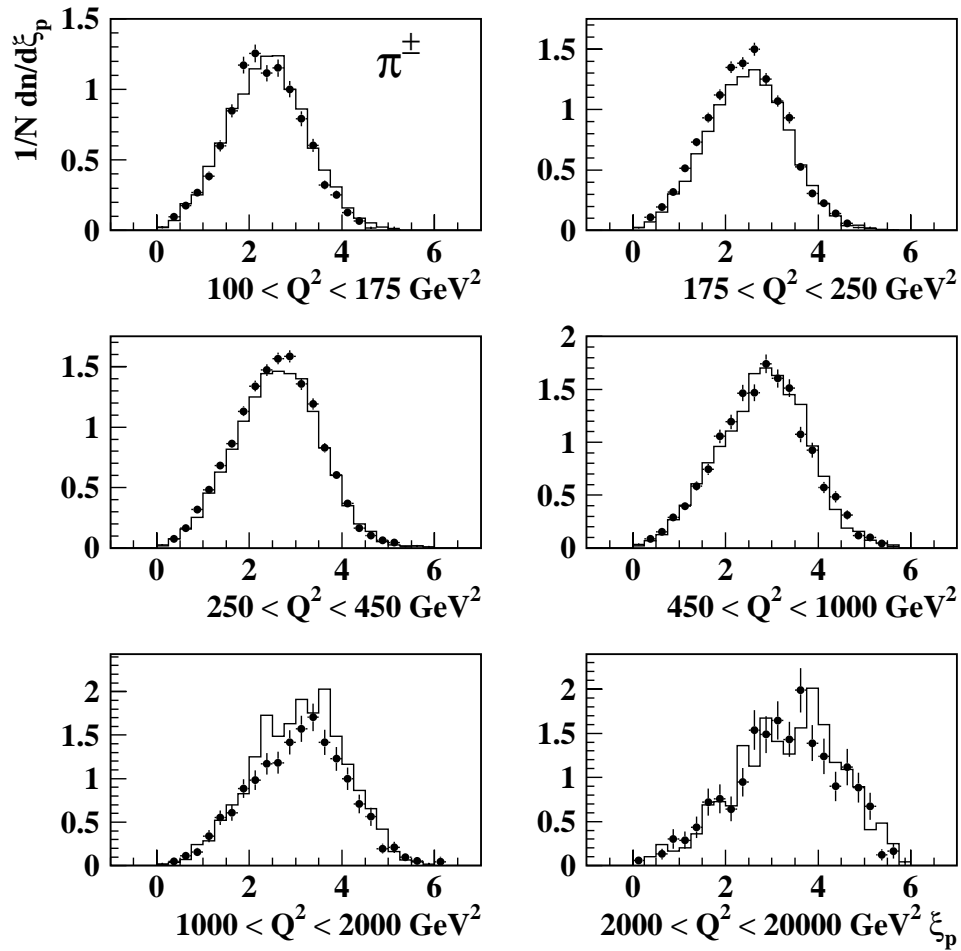 1/N dn/dξp
π±
1.5
1
0.5
0
0 2 4 6
100 < Q² < 175 GeV²
1.5
1
0.5
0
0 2 4 6
175 < Q² < 250 GeV²
1.5
1
0.5
0
0 2 4 6
250 < Q² < 450 GeV²
2
1.5
1
0.5
0
0 2 4 6
450 < Q² < 1000 GeV²
2
1.5
1
0.5
0
0 2 4 6
1000 < Q² < 2000 GeV²
2
1.5
1
0.5
0
0 2 4 6
2000 < Q² < 20000 GeV² ξp